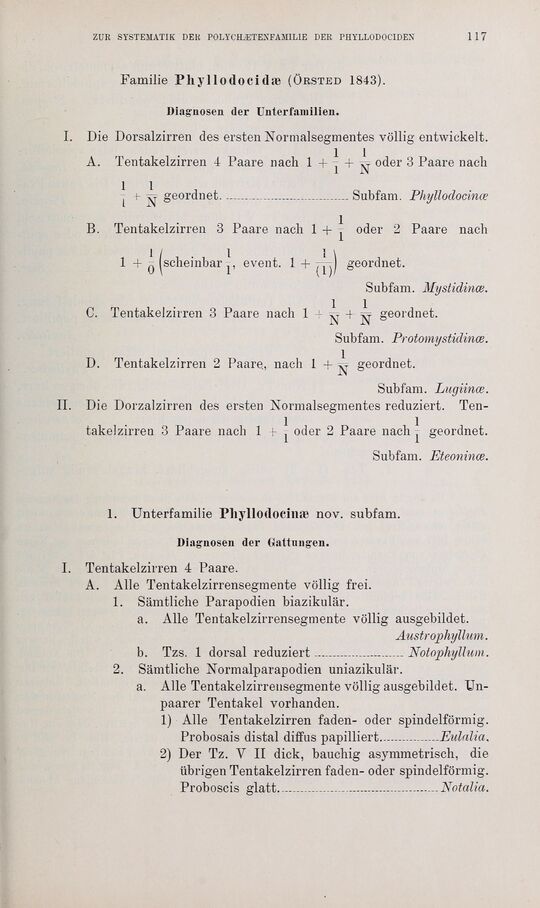 ZUR SYSTEMATIK DER POLYCHÆTENFAMILIE DER PHYLLODOCIDEN 117
Familie Phyllodocidæ (ÖRSTED 1843).
Diagnosen der Unterfamilien.
I. Die Dorsalzirren des ersten Normalsegmentes völlig entwickelt.
A. Tentakelzirren 4 Paare nach 1 + 1/1 + 1/N oder 3 Paare nach
1/1 + 1/N geordnet. Subfam. Phyllodocinæ
B. Tentakelzirren 3 Paare nach 1 + 1/1 oder 2 Paare nach
1 + 1/0 (scheinbar 1/1, event. 1 + 1/(1)) geordnet.
Subfam. Mystidinæ.
C. Tentakelzirren 3 Paare nach 1 + 1/N + 1/N geordnet.
Subfam. Protomystidinæ.
D. Tentakelzirren 2 Paare, nach 1 + 1/N geordnet.
Subfam. Lugiinæ.
II. Die Dorzalzirren des ersten Normalsegmentes reduziert. Ten-
takelzirren 3 Paare nach 1 + 1/1 oder 2 Paare nach 1/1 geordnet.
Subfam. Eteoninæ.
1. Unterfamilie Phyllodocinæ nov. subfam.
Diagnosen der Gattungen.
I. Tentakelzirren 4 Paare.
A. Alle Tentakelzirrensegmente völlig frei.
1. Sämtliche Parapodien biazikulär.
a. Alle Tentakelzirrensegmente völlig ausgebildet.
Austrophyllum.
b. Tzs. 1 dorsal reduziert Notophyllum.
2. Sämtliche Normalparapodien uniazikulär.
a. Alle Tentakelzirrensegmente völlig ausgebildet. Un-
paarer Tentakel vorhanden.
1) Alle Tentakelzirren faden- oder spindelförmig.
Probosais distal diffus papilliert Eulalia.
2) Der Tz. V II dick, bauchig asymmetrisch, die
übrigen Tentakelzirren faden- oder spindelförmig.
Proboscis glatt. Notalia.